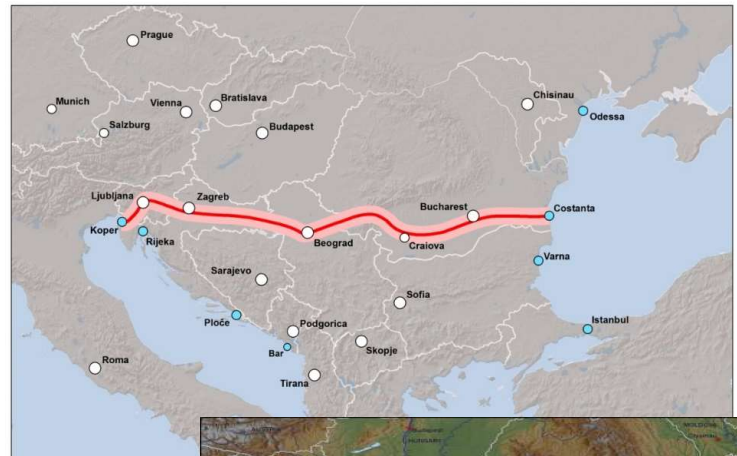 Prague
Munich
Vienna
Bratislava
Salzburg
Budapest
Chisinau
Odessa
Ljubljana
Zagreb
Koper
Rijeka
Beograd
Bucharest
Craiova
Costanta
Varna
Sarajevo
Sofia
Ploče
Podgorica
Istanbul
Bar
Skopje
Roma
Tirana
HUNGARY